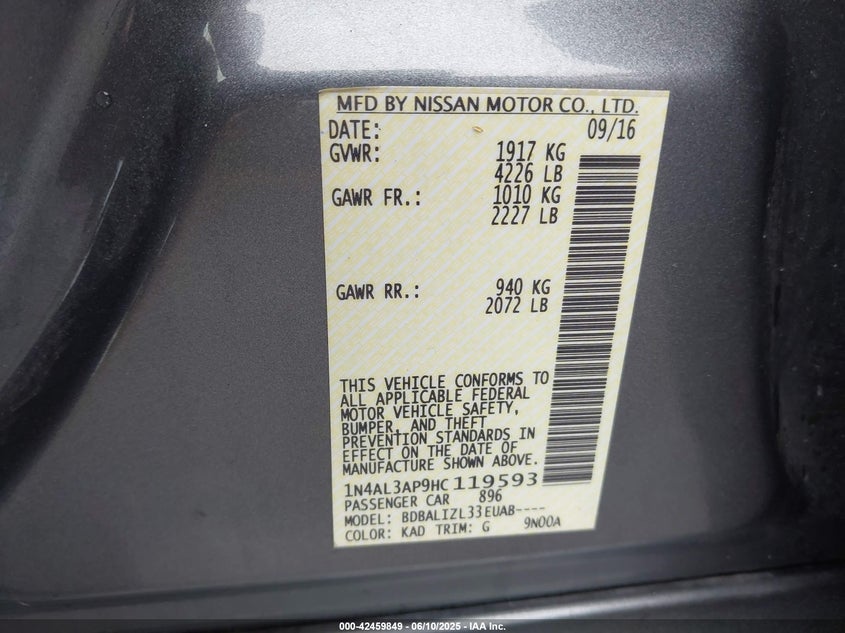 MFD BY NISSAN MOTOR CO., LTD.
DATE: 09/16
GVWR: 1917 KG
4226 LB
GAWR FR.: 1010 KG
2227 LB
GAWR RR.: 940 KG
2072 LB
THIS VEHICLE CONFORMS TO
ALL APPLICABLE FEDERAL
MOTOR VEHICLE SAFETY,
BUMPER, AND THEFT
PREVENTION STANDARDS IN
EFFECT ON THE DATE OF
MANUFACTURE SHOWN ABOVE.
1N4AL3AP9HC119593
PASSENGER CAR 896
MODEL: BDBALIZL33EUAB----
COLOR: KAD TRIM: G 9N00A
000-42459849 - 06/10/2025 - IAA Inc.